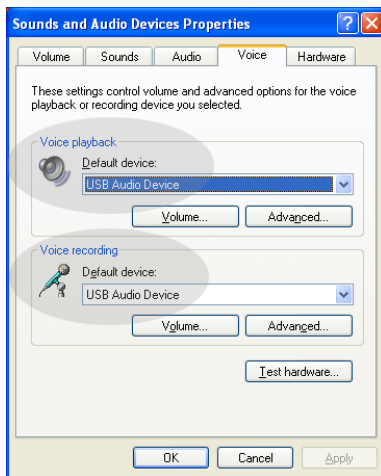 Sounds and Audio Devices Properties
Volume Sounds Audio Voice Hardware
These settings control volume and advanced options for the voice
playback or recording device you selected.
Voice playback
Default device:
USB Audio Device
Volume... Advanced...
Voice recording
Default device:
USB Audio Device
Volume... Advanced...
Test hardware...
OK Cancel Apply